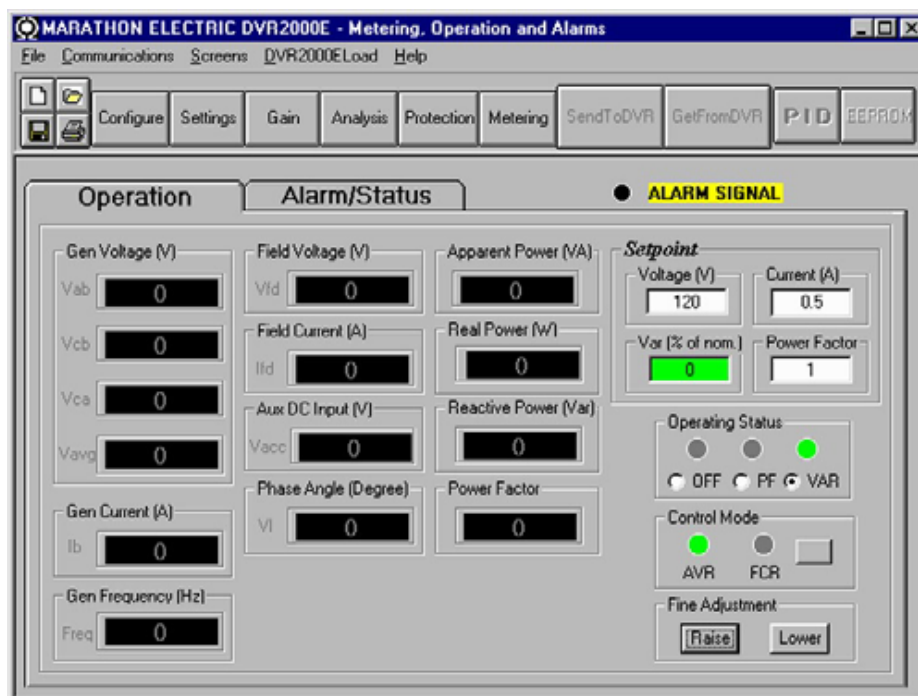 MARATHON ELECTRIC DVR2000E - Metering, Operation and Alarms
File Communications Screens DVR2000ELoad Help
Configure Settings Gain Analysis Protection Metering SendToDVR GetFromDVR PID EEPROM
Operation Alarm/Status ALARM SIGNAL
Gen Voltage (V)
Vab 0
Vcb 0
Vca 0
Vavg 0
Gen Current (A)
Ib 0
Gen Frequency (Hz)
Freq 0
Field Voltage (V)
Vfd 0
Field Current (A)
Ifd 0
Aux DC Input (V)
Vacc 0
Phase Angle (Degree)
VI 0
Apparent Power (VA)
0
Real Power (W)
0
Reactive Power (Var)
0
Power Factor
0
Setpoint
Voltage (V) Current (A)
120 0.5
Var (% of nom.) Power Factor
0 1
Operating Status
OFF PF VAR
Control Mode
AVR FCR
Fine Adjustment
Raise Lower